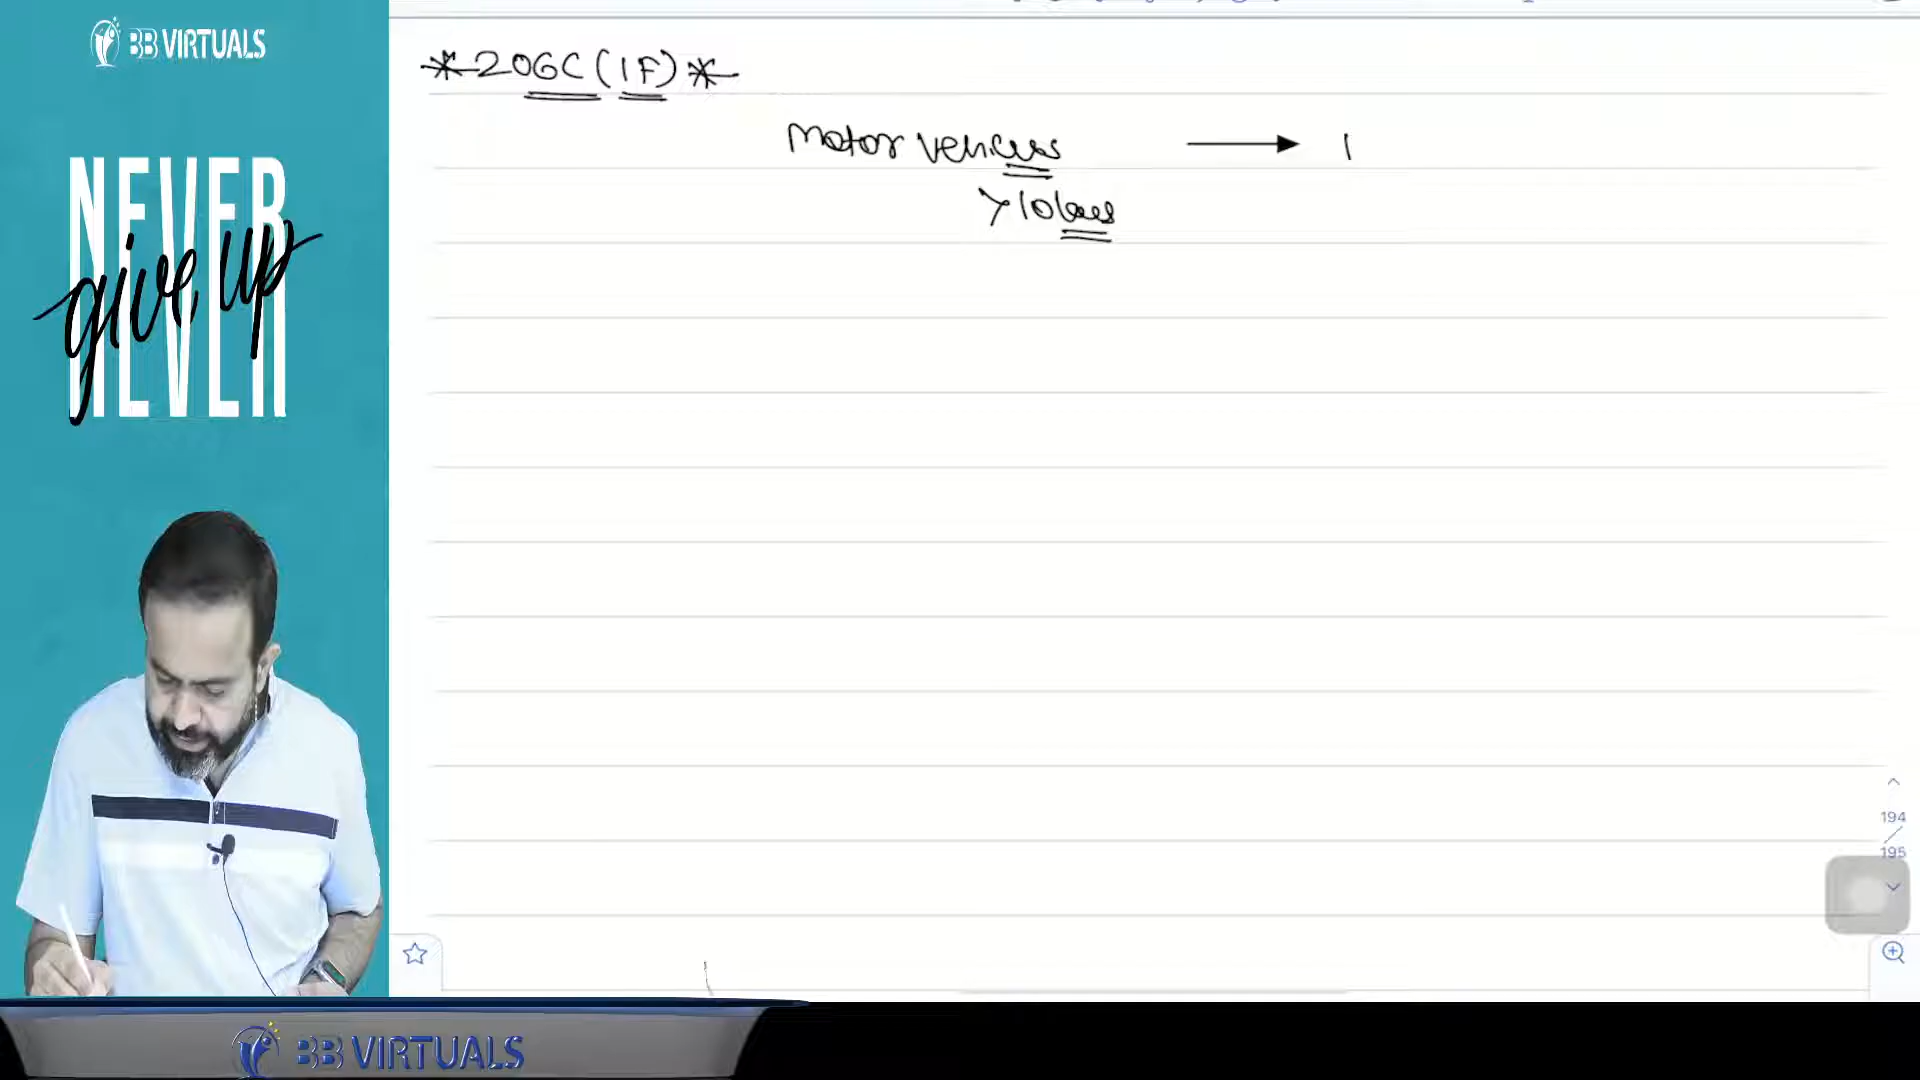 BB VIRTUALS
NEVER
give up
NEVER
*206C(1F)*
Motor vehicles → 1
>10lacs
194
195
BB VIRTUALS